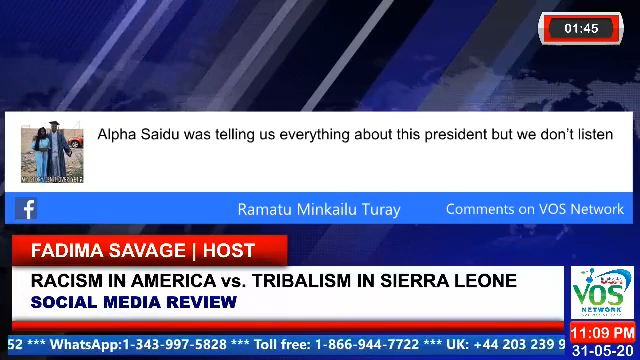 01:45
Alpha Saidu was telling us everything about this president but we don't listen
Ramatu Minkailu Turay
Comments on VOS Network
FADIMA SAVAGE | HOST
RACISM IN AMERICA vs. TRIBALISM IN SIERRA LEONE
SOCIAL MEDIA REVIEW
VOS
NETWORK
11:09 PM
52 *** WhatsApp:1-343-997-5828 *** Toll free: 1-866-944-7722 *** UK: +44 203 239 9
31-05-20